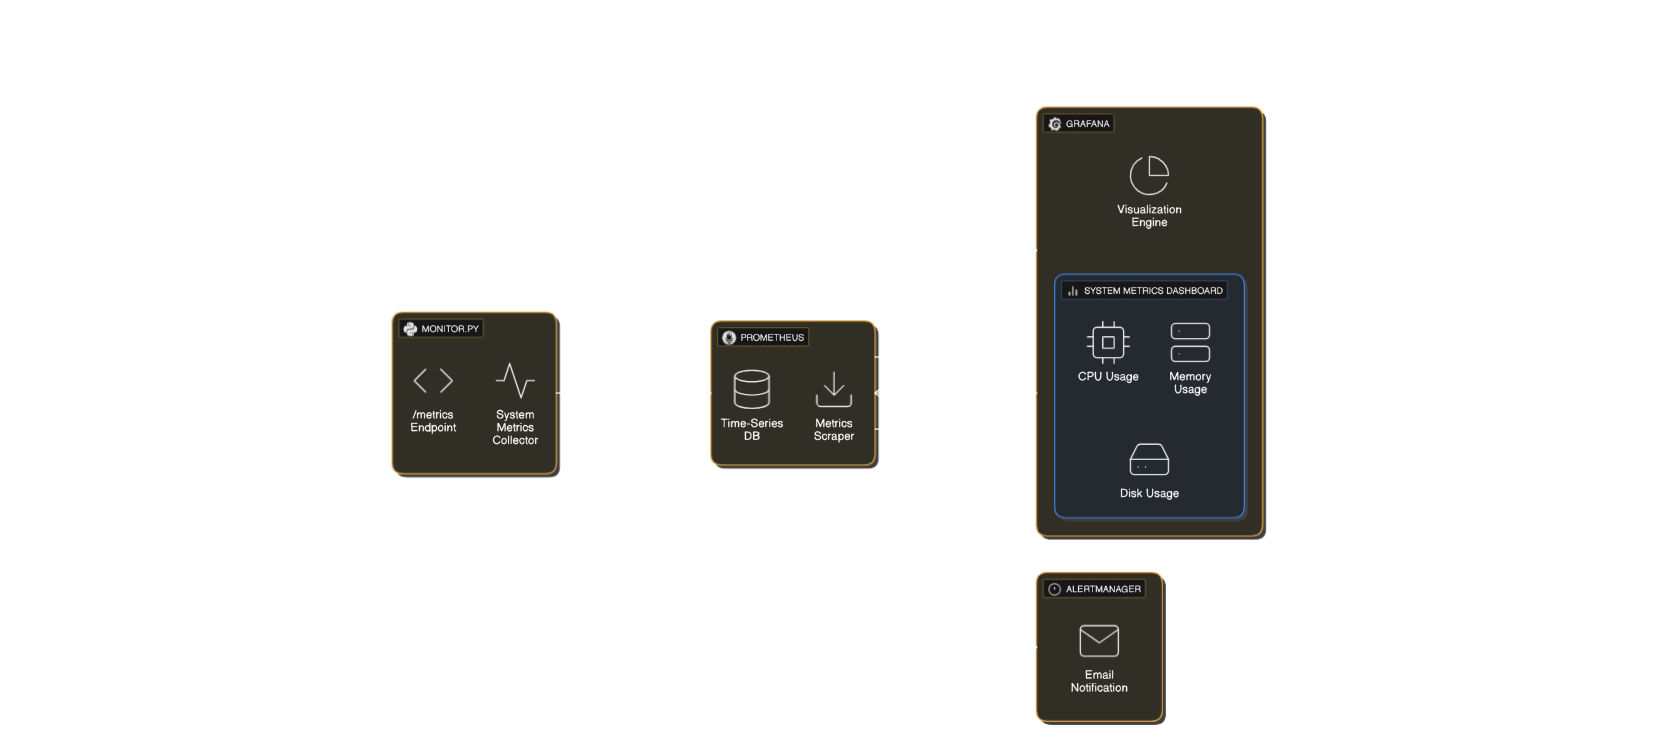 GRAFANA
Visualization
Engine
SYSTEM METRICS DASHBOARD
CPU Usage
Memory
Usage
Disk Usage
MONITOR.PY
/metrics
Endpoint
System
Metrics
Collector
PROMETHEUS
Time-Series
DB
Metrics
Scraper
ALERTMANAGER
Email
Notification